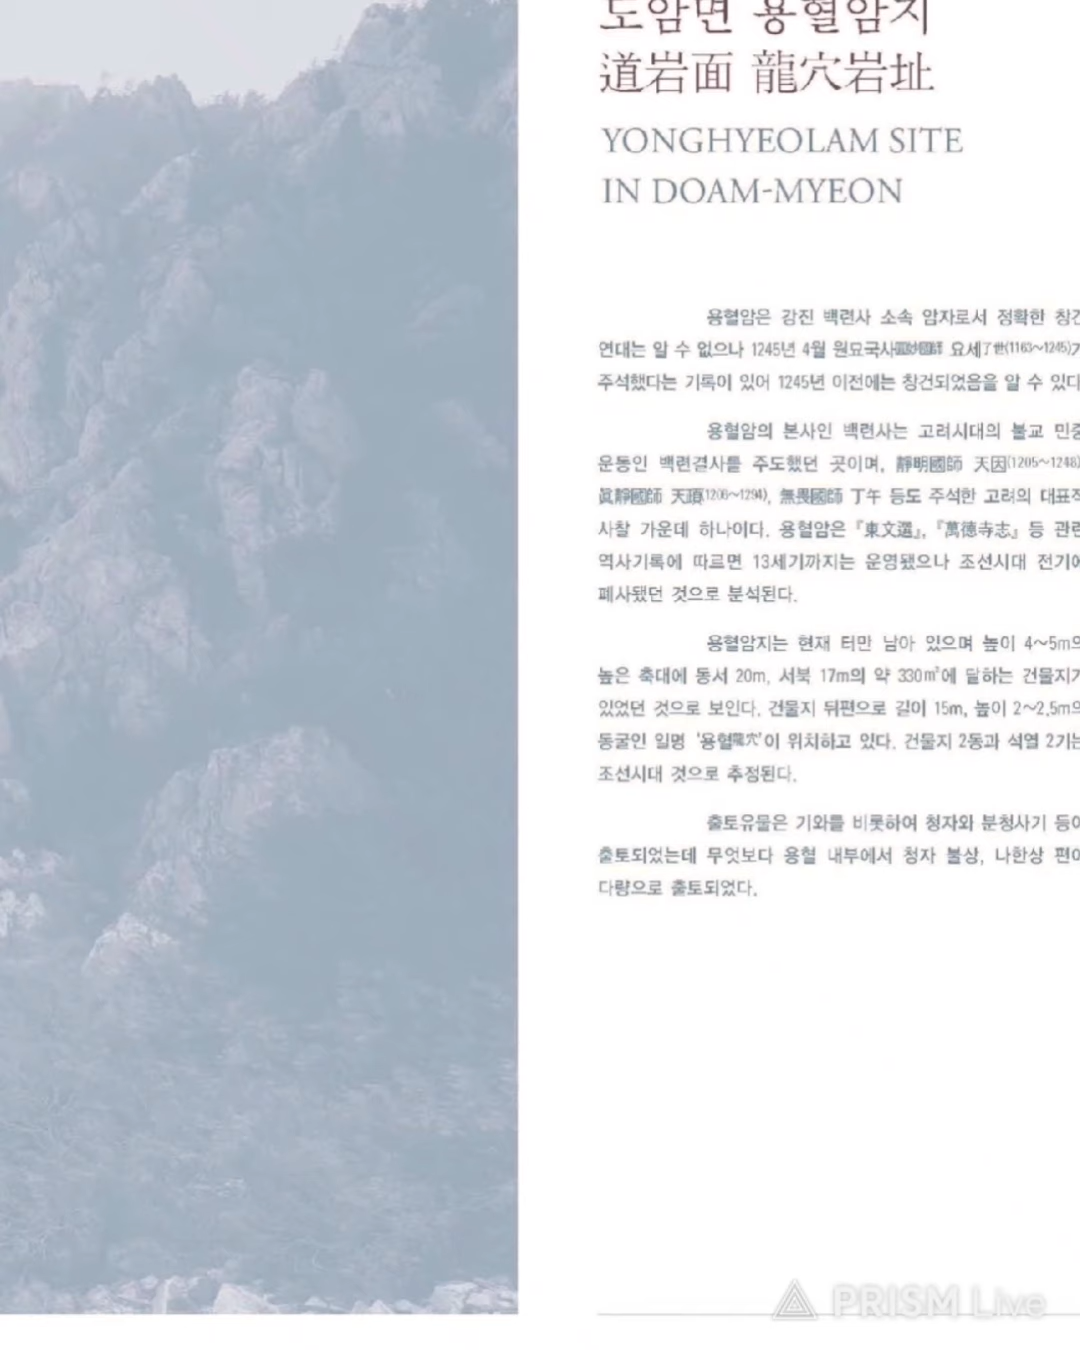 도암면 용혈암지
道岩面 龍穴岩址
YONGHYEOLAM SITE
IN DOAM-MYEON
용혈암은 강진 백련사 소속 암자로서 정확한 창건
연대는 알 수 없으나 1245년 4월 원묘국사圓妙國師 요세了世(1163~1245)가
주석했다는 기록이 있어 1245년 이전에는 창건되었음을 알 수 있다
용혈암의 본사인 백련사는 고려시대의 불교 민중
운동인 백련결사를 주도했던 곳이며, 靜明國師 天因(1205~1248)
眞靜國師 天頙(1206~1294), 無畏國師 丁午 등도 주석한 고려의 대표적
사찰 가운데 하나이다. 용혈암은 『東文選』, 『萬德寺志』 등 관련
역사기록에 따르면 13세기까지는 운영됐으나 조선시대 전기에
폐사됐던 것으로 분석된다.
용혈암지는 현재 터만 남아 있으며 높이 4~5m의
높은 축대에 동서 20m, 서북 17m의 약 330㎡에 달하는 건물지가
있었던 것으로 보인다. 건물지 뒤편으로 길이 15m, 높이 2~2.5m의
동굴인 일명 '용혈龍穴'이 위치하고 있다. 건물지 2동과 석열 2기는
조선시대 것으로 추정된다.
출토유물은 기와를 비롯하여 청자와 분청사기 등이
출토되었는데 무엇보다 용혈 내부에서 청자 불상, 나한상 편이
다량으로 출토되었다.
PRISM Live